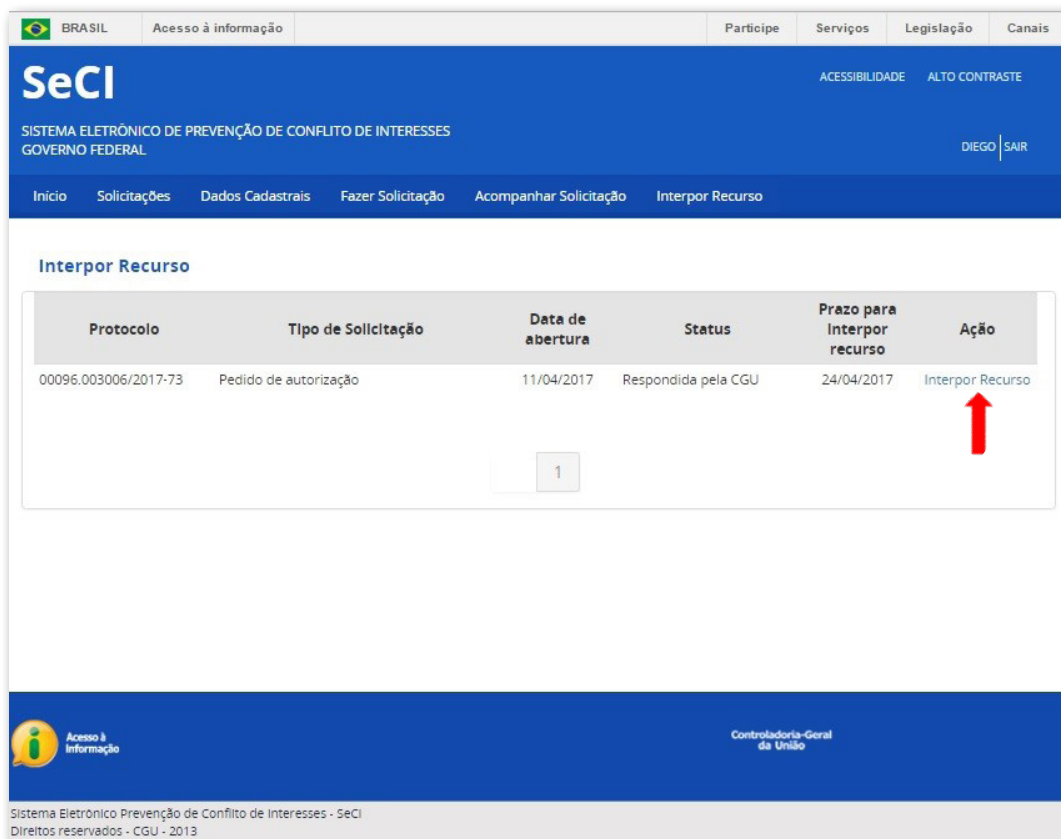 BRASIL Acesso à informação Participe Serviços Legislação Canais
SeCI
ACESSIBILIDADE ALTO CONTRASTE
SISTEMA ELETRÔNICO DE PREVENÇÃO DE CONFLITO DE INTERESSES
GOVERNO FEDERAL
DIEGO SAIR
Início Solicitações Dados Cadastrais Fazer Solicitação Acompanhar Solicitação Interpor Recurso
Interpor Recurso
Protocolo Tipo de Solicitação Data de abertura Status Prazo para Interpor recurso Ação
00096.003006/2017-73 Pedido de autorização 11/04/2017 Respondida pela CGU 24/04/2017 Interpor Recurso
1
Acesso à
Informação
Controladoria-Geral
da União
Sistema Eletrônico Prevenção de Conflito de Interesses - SeCI
Direitos reservados - CGU - 2013